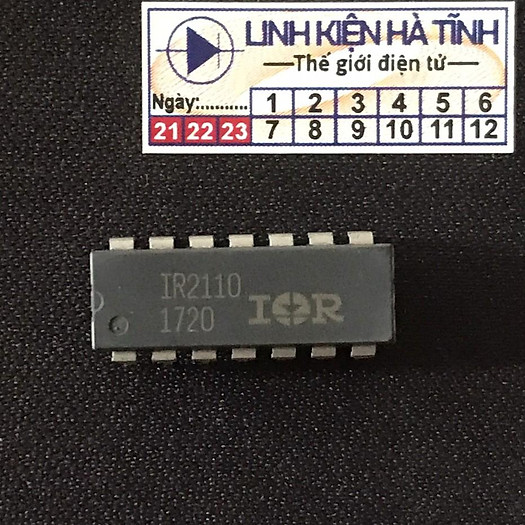 LINH KIỆN HÀ TĨNH
—Thế giới điện tử—
Ngày:........... 1 2 3 4 5 6
21 22 23 7 8 9 10 11 12
IR2110
1720
IOR